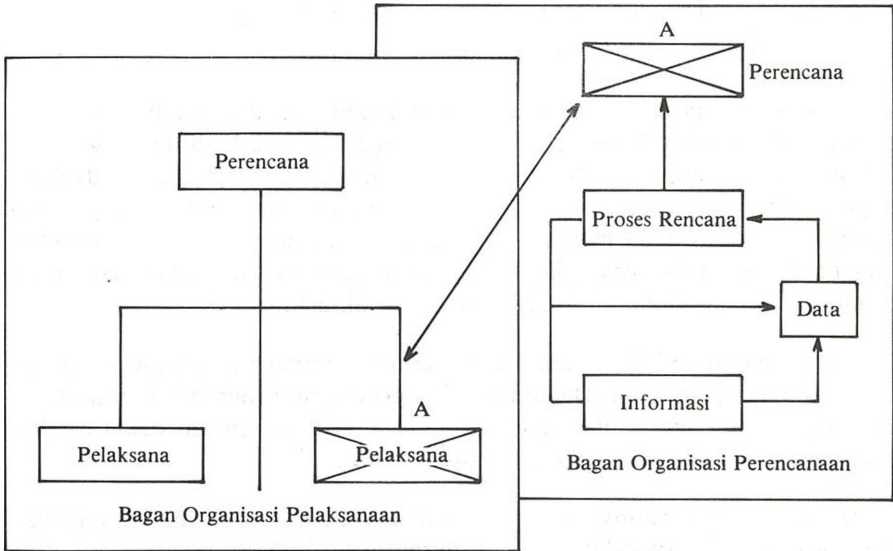 A
Perencana
Perencana
Proses Rencana
Data
A
Informasi
Pelaksana
Pelaksana
Bagan Organisasi Perencanaan
Bagan Organisasi Pelaksanaan